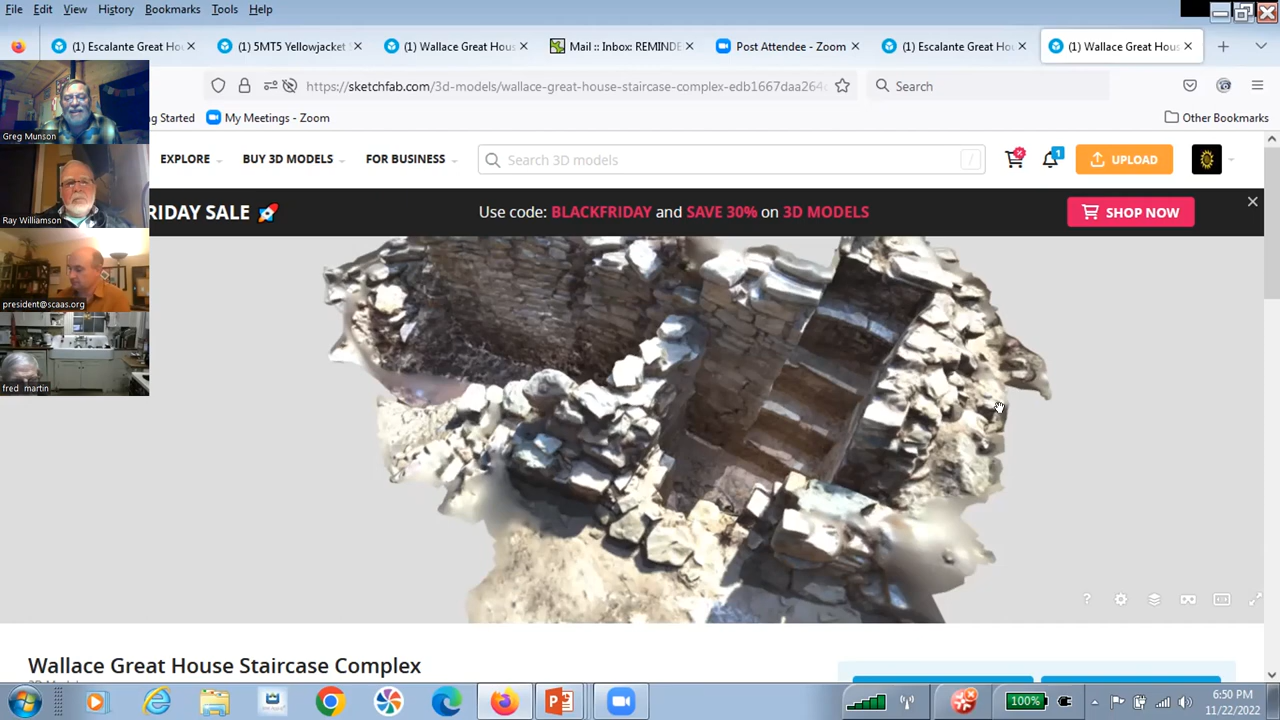 File Edit View History Bookmarks Tools Help
(1) Escalante Great Ho
(1) 5MT5 Yellowjacket
(1) Wallace Great Hous
Mail :: Inbox: REMINDE
Post Attendee - Zoom
(1) Escalante Great Ho
(1) Wallace Great Hous
https://sketchfab.com/3d-models/wallace-great-house-staircase-complex-edb1667daa264
Search
ng Started
My Meetings - Zoom
Other Bookmarks
Greg Munson
EXPLORE
BUY 3D MODELS
FOR BUSINESS
Search 3D models
/
1
UPLOAD
Ray Williamson
RIDAY SALE
Use code: BLACKFRIDAY and SAVE 30% on 3D MODELS
SHOP NOW
president@scaas.org
fred martin
?
Wallace Great House Staircase Complex
100%
6:50 PM
11/22/2022